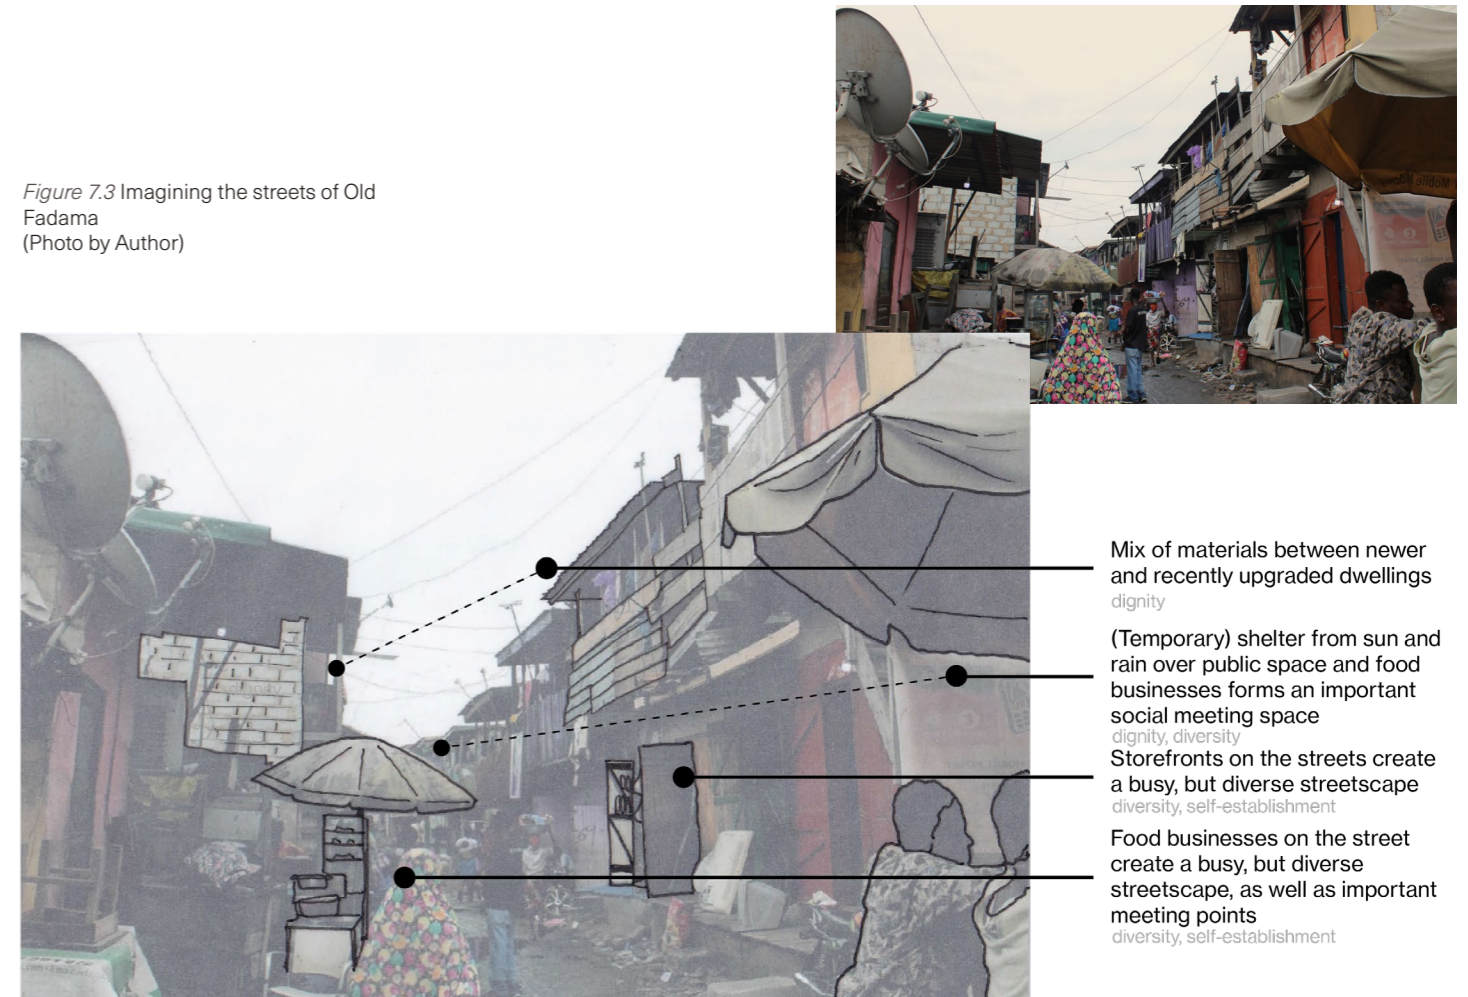 Figure 7.3 Imagining the streets of Old
Fadama
(Photo by Author)
Mix of materials between newer
and recently upgraded dwellings
dignity
(Temporary) shelter from sun and
rain over public space and food
businesses forms an important
social meeting space
dignity, diversity
Storefronts on the streets create
a busy, but diverse streetscape
diversity, self-establishment
Food businesses on the street
create a busy, but diverse
streetscape, as well as important
meeting points
diversity, self-establishment